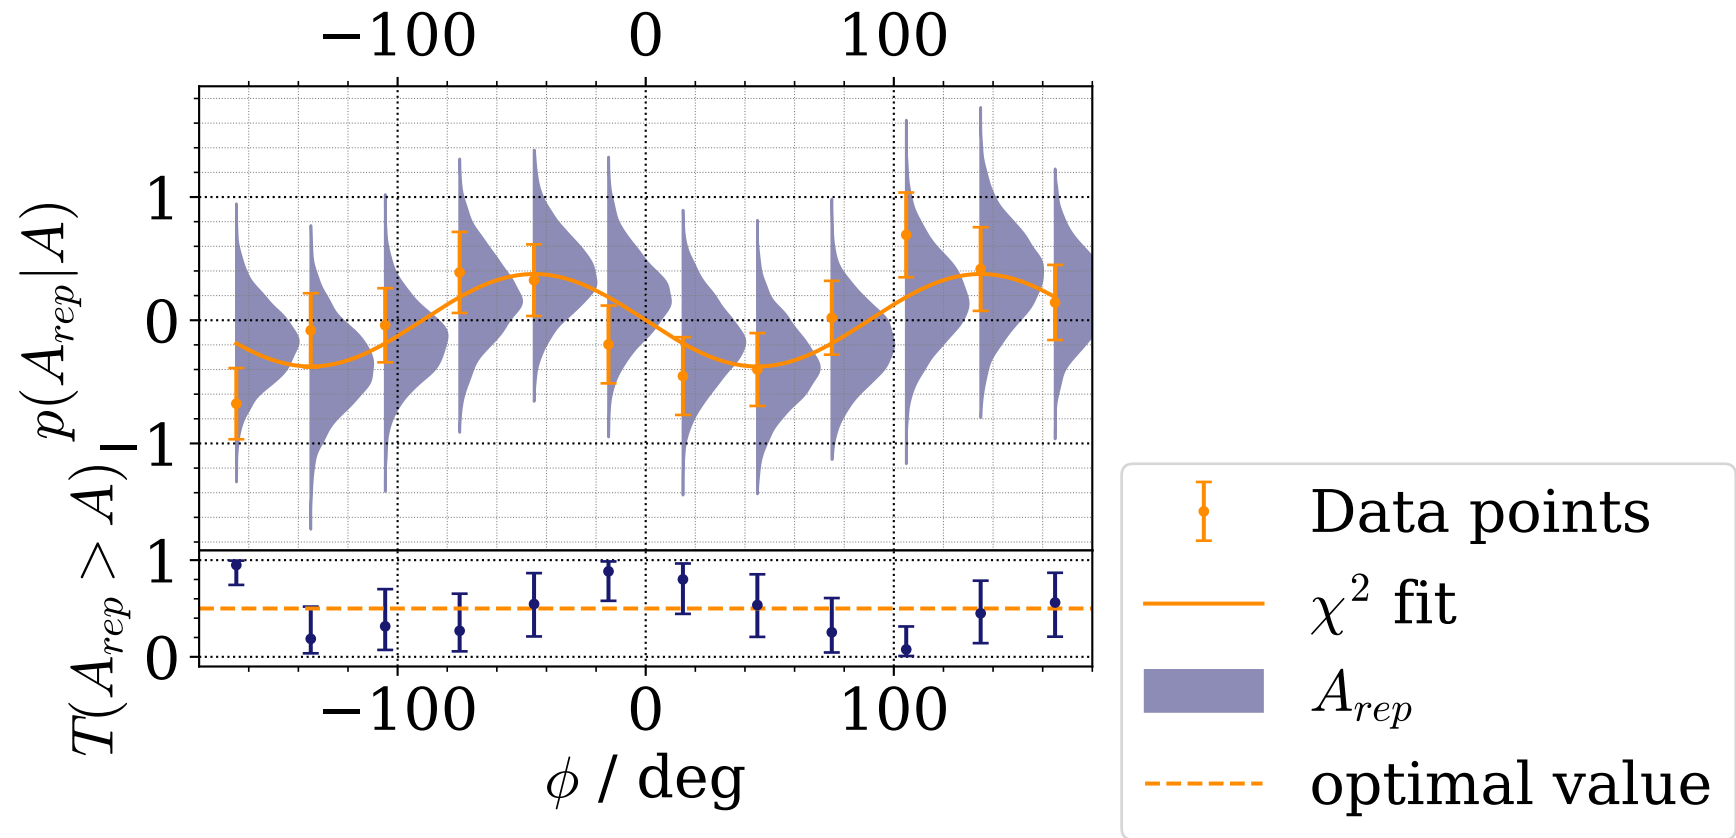 −100 0 100
p(A_rep|A)
1
0
−1
T(A_rep > A)
1
0
−100 0 100
ϕ / deg
Data points
χ² fit
A_rep
optimal value